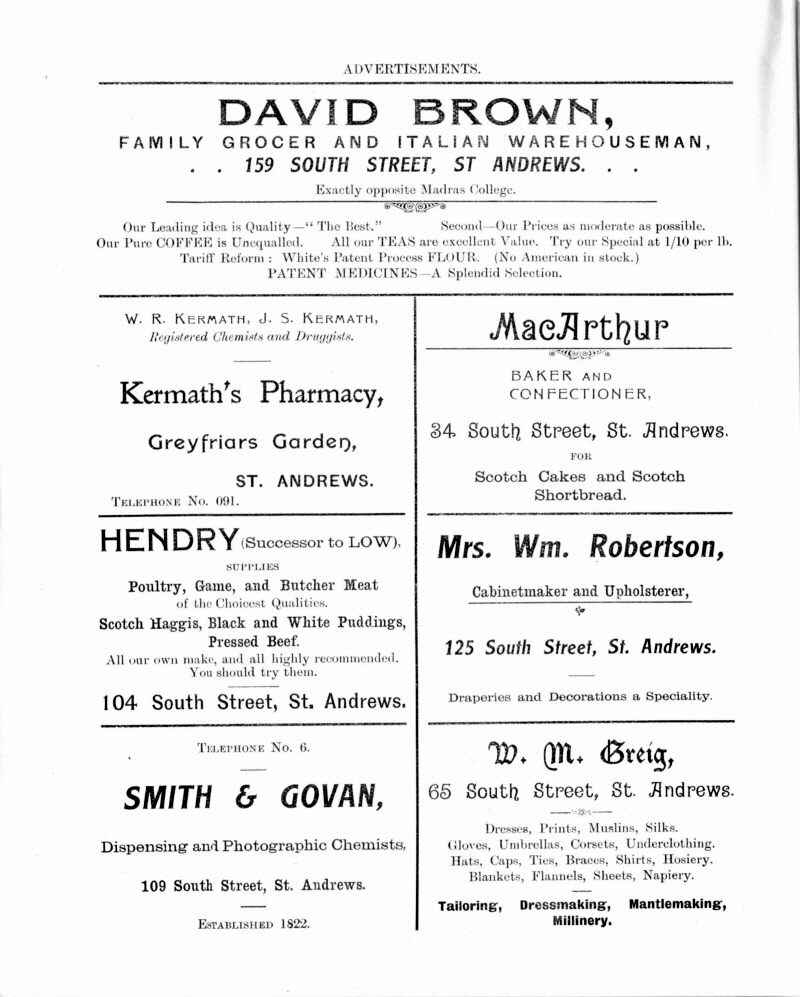 ADVERTISEMENTS.
DAVID BROWN,
FAMILY GROCER AND ITALIAN WAREHOUSEMAN,
. . 159 SOUTH STREET, ST ANDREWS. . .
Exactly opposite Madras College.
Our Leading idea is Quality—"The Best." Second—Our Prices as moderate as possible.
Our Pure COFFEE is Unequalled. All our TEAS are excellent Value. Try our Special at 1/10 per lb.
Tariff Reform: White's Patent Process FLOUR. (No American in stock.)
PATENT MEDICINES—A Splendid Selection.
W. R. KERMATH, J. S. KERMATH,
Registered Chemists and Druggists.
Kermath's Pharmacy,
Greyfriars Garden,
ST. ANDREWS.
TELEPHONE No. 091.
HENDRY (Successor to LOW),
SUPPLIES
Poultry, Game, and Butcher Meat
of the Choicest Qualities.
Scotch Haggis, Black and White Puddings,
Pressed Beef.
All our own make, and all highly recommended.
You should try them.
104 South Street, St. Andrews.
TELEPHONE No. 6.
SMITH & GOVAN,
Dispensing and Photographic Chemists,
109 South Street, St. Andrews.
ESTABLISHED 1822.
MacArthur
BAKER AND
CONFECTIONER,
34 South Street, St. Andrews.
FOR
Scotch Cakes and Scotch
Shortbread.
Mrs. Wm. Robertson,
Cabinetmaker and Upholsterer,
125 South Street, St. Andrews.
Draperies and Decorations a Speciality.
W. M. Greig,
65 South Street, St. Andrews.
Dresses, Prints, Muslins, Silks.
Gloves, Umbrellas, Corsets, Underclothing.
Hats, Caps, Ties, Braces, Shirts, Hosiery.
Blankets, Flannels, Sheets, Napiery.
Tailoring, Dressmaking, Mantlemaking,
Millinery.